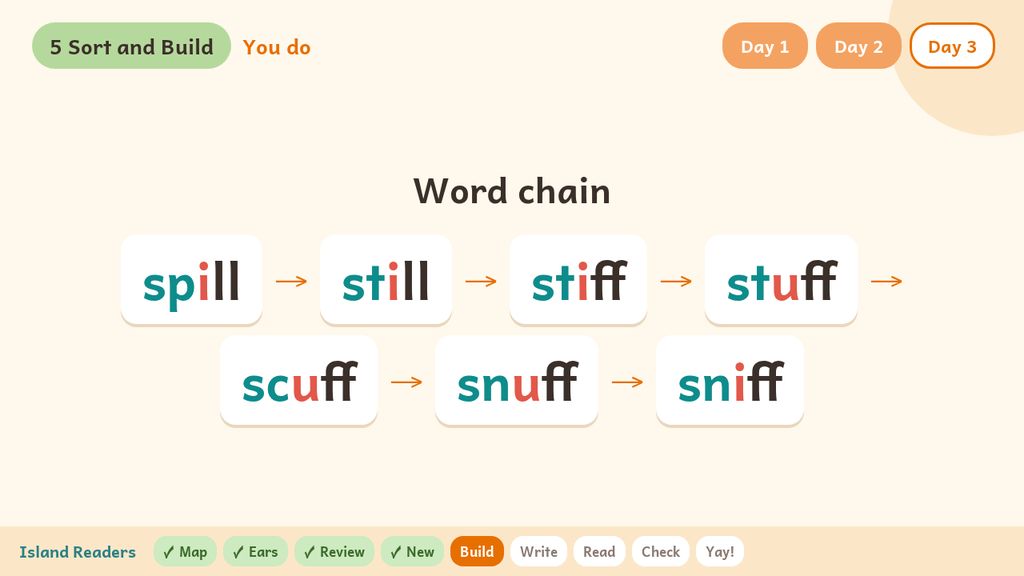 5 Sort and Build You do Day 1 Day 2 Day 3
Word chain
spill → still → stiff → stuff →
scuff → snuff → sniff
Island Readers ✓ Map ✓ Ears ✓ Review ✓ New Build Write Read Check Yay!